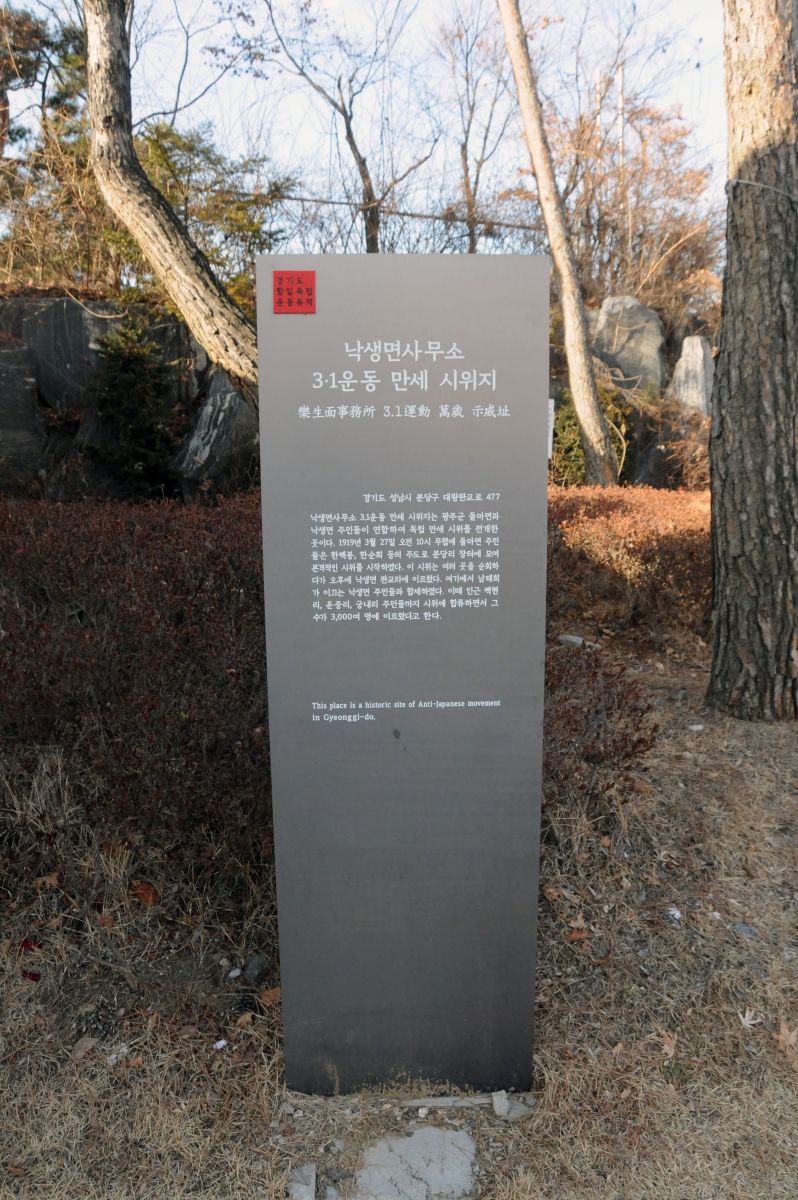 경기도
항일독립
운동유적
낙생면사무소
3·1운동 만세 시위지
樂生面事務所 3.1運動 萬歲 示威址
경기도 성남시 분당구 대왕판교로 477
낙생면사무소 3.1운동 만세 시위지는 광주군 돌마면과
낙생면 주민들이 연합하여 독립 만세 시위를 전개한
곳이다. 1919년 3월 27일 오전 10시 무렵에 돌마면 주민
들은 한백봉, 한순회 등의 주도로 분당리 장터에 모여
본격적인 시위를 시작하였다. 이 시위는 여러 곳을 순회하
다가 오후에 낙생면 판교리에 이르렀다. 여기에서 남태희
가 이끄는 낙생면 주민들과 합세하였다. 이때 인근 백현
리, 운중리, 궁내리 주민들까지 시위에 합류하면서 그
수가 3,000여 명에 이르렀다고 한다.
This place is a historic site of Anti-Japanese movement
in Gyeonggi-do.